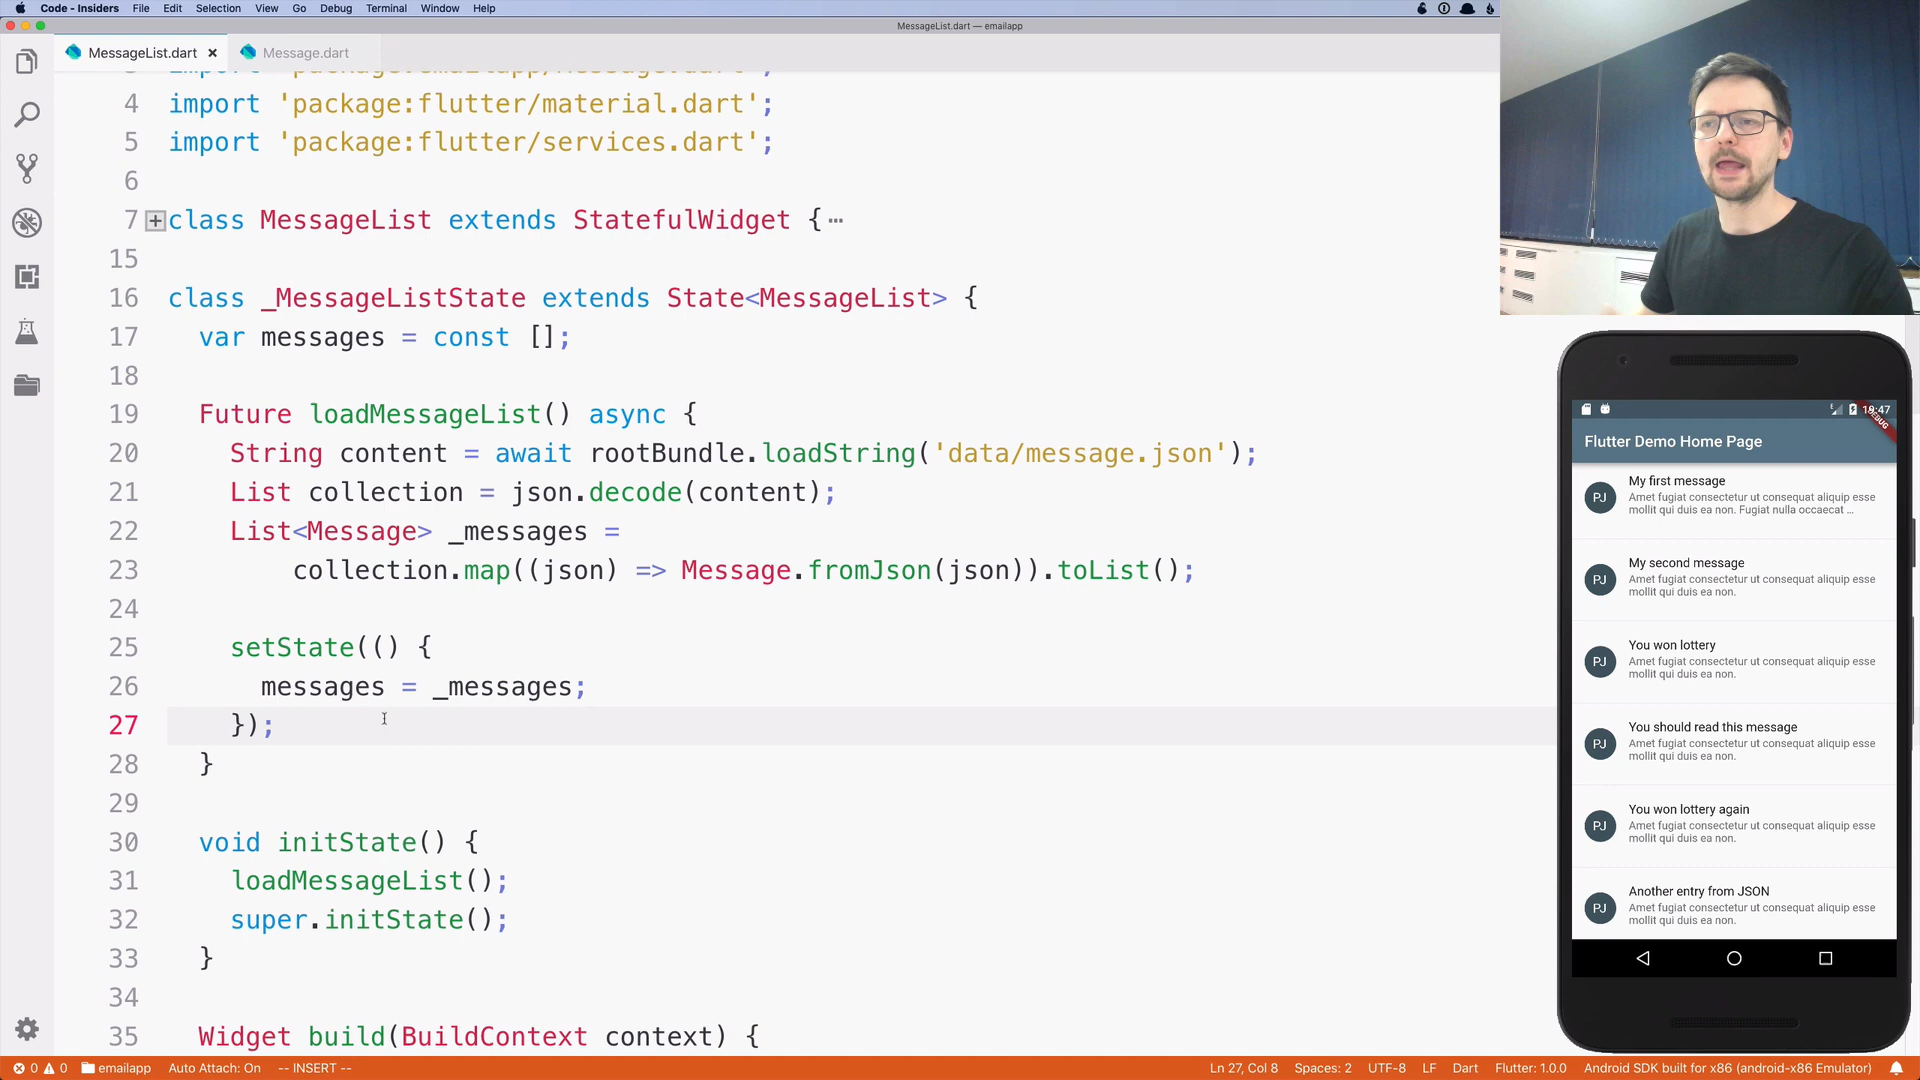 Code - Insiders File Edit Selection View Go Debug Terminal Window Help
MessageList.dart — emailapp
MessageList.dart
Message.dart
4 import 'package:flutter/material.dart';
5 import 'package:flutter/services.dart';
6
7 class MessageList extends StatefulWidget {…
15
16 class _MessageListState extends State<MessageList> {
17 var messages = const [];
18
19 Future loadMessageList() async {
20 String content = await rootBundle.loadString('data/message.json');
21 List collection = json.decode(content);
22 List<Message> _messages =
23 collection.map((json) => Message.fromJson(json)).toList();
24
25 setState(() {
26 messages = _messages;
27 });
28 }
29
30 void initState() {
31 loadMessageList();
32 super.initState();
33 }
34
35 Widget build(BuildContext context) {
0 0 emailapp Auto Attach: On -- INSERT -- Ln 27, Col 8 Spaces: 2 UTF-8 LF Dart Flutter: 1.0.0 Android SDK built for x86 (android-x86 Emulator)
Flutter Demo Home Page
PJ
My first message
Amet fugiat consectetur ut consequat aliquip esse
mollit qui duis ea non. Fugiat nulla occaecat ...
PJ
My second message
Amet fugiat consectetur ut consequat aliquip esse
mollit qui duis ea non.
PJ
You won lottery
Amet fugiat consectetur ut consequat aliquip esse
mollit qui duis ea non.
PJ
You should read this message
Amet fugiat consectetur ut consequat aliquip esse
mollit qui duis ea non.
PJ
You won lottery again
Amet fugiat consectetur ut consequat aliquip esse
mollit qui duis ea non.
PJ
Another entry from JSON
Amet fugiat consectetur ut consequat aliquip esse
mollit qui duis ea non.